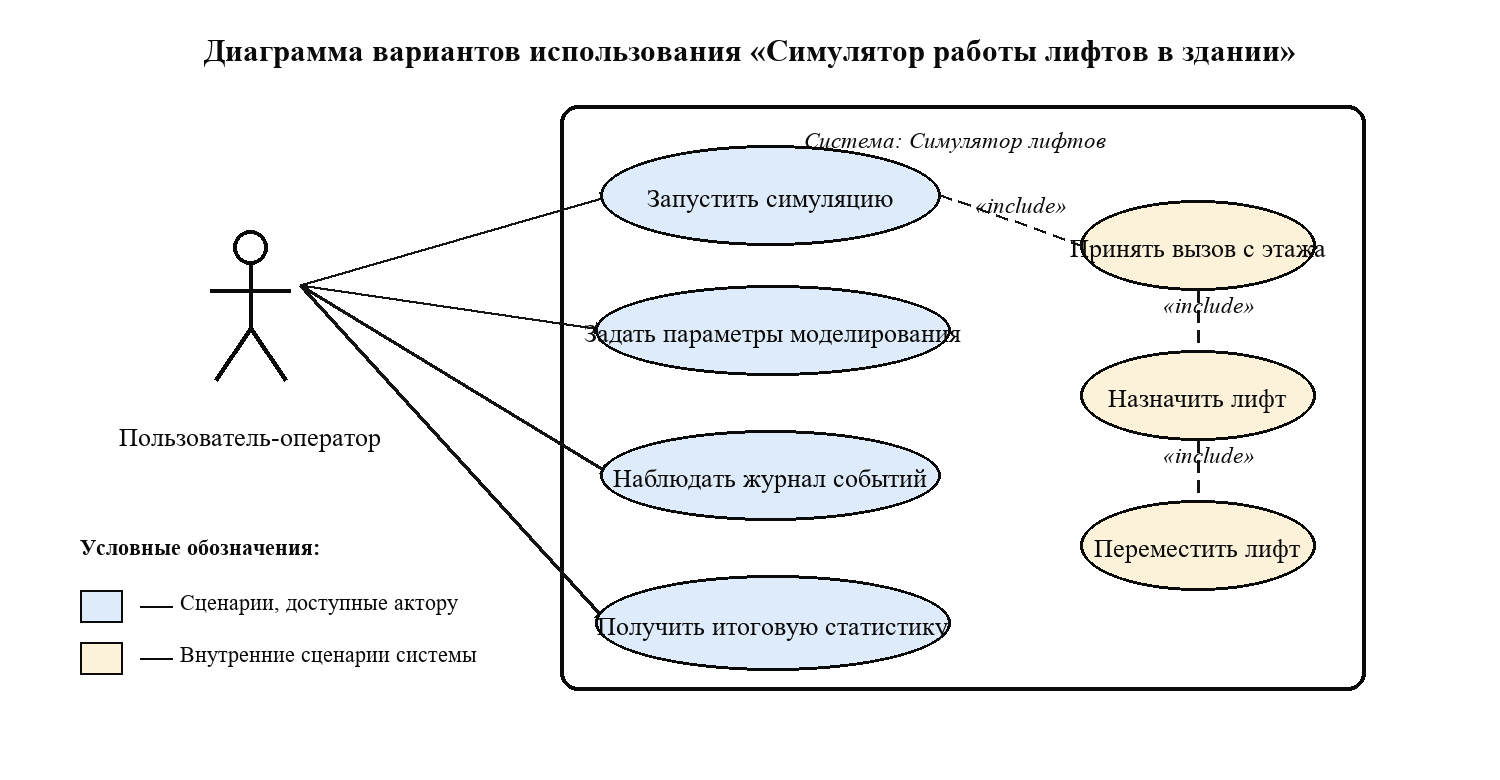 Диаграмма вариантов использования «Симулятор работы лифтов в здании»
Система: Симулятор лифтов
Запустить симуляцию
«include»
Принять вызов с этажа
«include»
Задать параметры моделирования
Назначить лифт
Пользователь-оператор
«include»
Наблюдать журнал событий
Переместить лифт
Условные обозначения:
Сценарии, доступные актору
Получить итоговую статистику
Внутренние сценарии системы